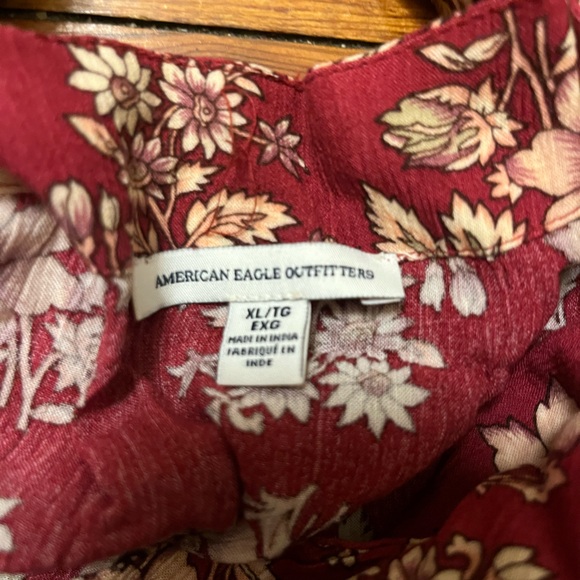 AMERICAN EAGLE OUTFITTERS
XL/TG
EXG
MADE IN INDIA
FABRIQUÉ EN
INDE